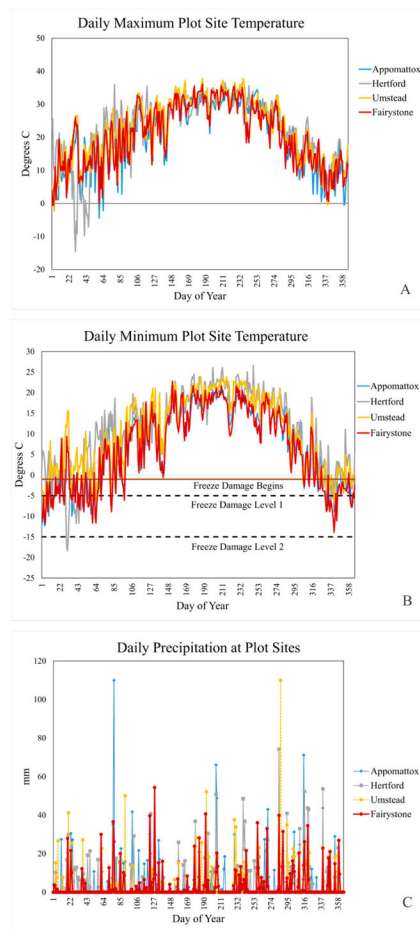 Daily Maximum Plot Site Temperature
50
40
30
20
10
0
-10
-20
Degrees C
1 22 43 64 85 106 127 148 169 190 211 232 253 274 295 316 337 358
Day of Year
Appomattox
Hertford
Umstead
Fairystone
A
Daily Minimum Plot Site Temperature
30
25
20
15
10
5
0
-5
-10
-15
-20
-25
Degress C
Freeze Damage Begins
Freeze Damage Level 1
Freeze Damage Level 2
1 22 43 64 85 106 127 148 169 190 211 232 253 274 295 316 337 358
Day of Year
Appomattox
Hertford
Umstead
Fairystone
B
Daily Precipitation at Plot Sites
120
100
80
60
40
20
0
mm
1 22 43 64 85 106 127 148 169 190 211 232 253 274 295 316 337 358
Day of Year
Appomattox
Hertford
Umstead
Fairystone
C